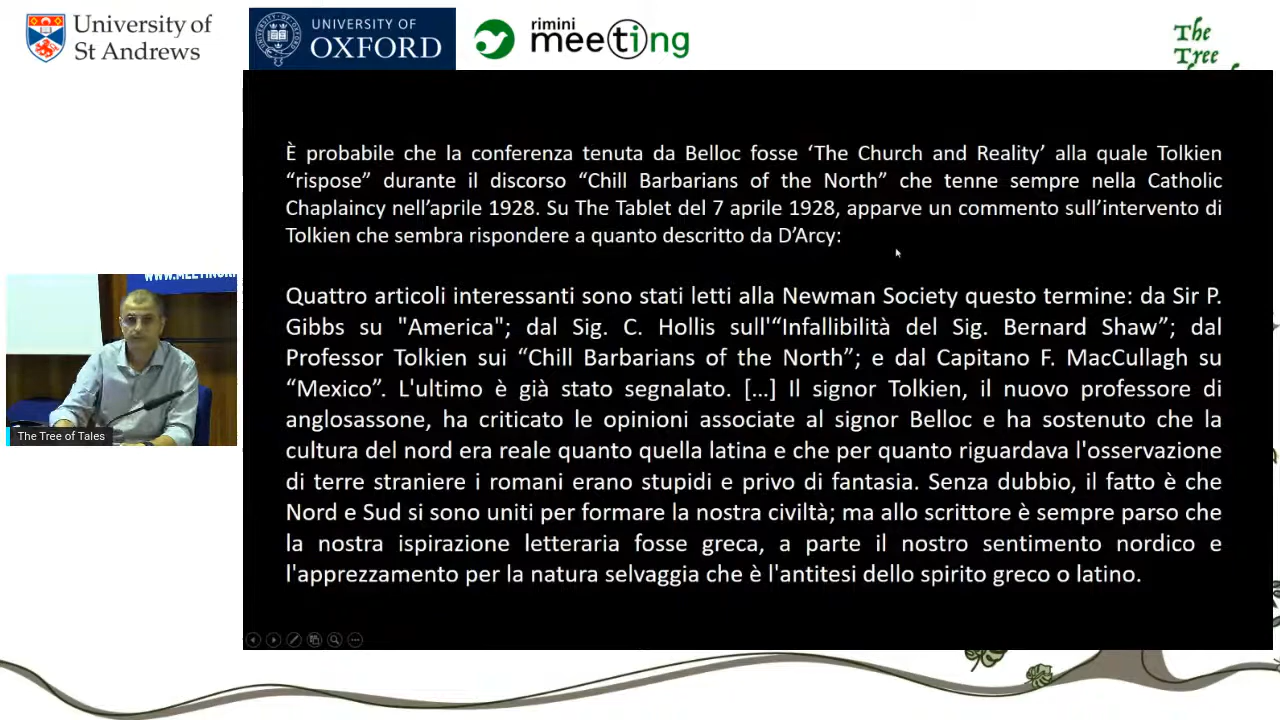 University of
St Andrews
UNIVERSITY OF
OXFORD
rimini
meeting
The
Tree
È probabile che la conferenza tenuta da Belloc fosse ‘The Church and Reality’ alla quale Tolkien
“rispose” durante il discorso “Chill Barbarians of the North” che tenne sempre nella Catholic
Chaplaincy nell’aprile 1928. Su The Tablet del 7 aprile 1928, apparve un commento sull’intervento di
Tolkien che sembra rispondere a quanto descritto da D’Arcy:
Quattro articoli interessanti sono stati letti alla Newman Society questo termine: da Sir P.
Gibbs su "America"; dal Sig. C. Hollis sull'“Infallibilità del Sig. Bernard Shaw”; dal
Professor Tolkien sui “Chill Barbarians of the North”; e dal Capitano F. MacCullagh su
“Mexico”. L'ultimo è già stato segnalato. […] Il signor Tolkien, il nuovo professore di
anglosassone, ha criticato le opinioni associate al signor Belloc e ha sostenuto che la
cultura del nord era reale quanto quella latina e che per quanto riguardava l'osservazione
di terre straniere i romani erano stupidi e privo di fantasia. Senza dubbio, il fatto è che
Nord e Sud si sono uniti per formare la nostra civiltà; ma allo scrittore è sempre parso che
la nostra ispirazione letteraria fosse greca, a parte il nostro sentimento nordico e
l'apprezzamento per la natura selvaggia che è l'antitesi dello spirito greco o latino.
The Tree of Tales